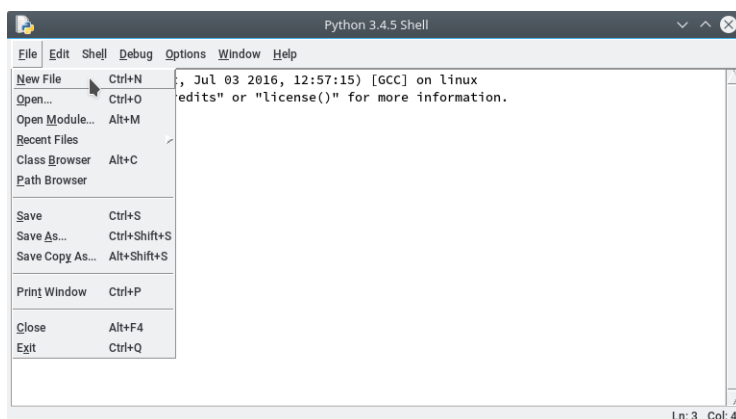 Python 3.4.5 Shell
File Edit Shell Debug Options Window Help
New File Ctrl+N
, Jul 03 2016, 12:57:15) [GCC] on linux
Open... Ctrl+O
redits" or "license()" for more information.
Open Module... Alt+M
Recent Files
Class Browser Alt+C
Path Browser
Save Ctrl+S
Save As... Ctrl+Shift+S
Save Copy As... Alt+Shift+S
Print Window Ctrl+P
Close Alt+F4
Exit Ctrl+Q
Ln: 3 Col: 4